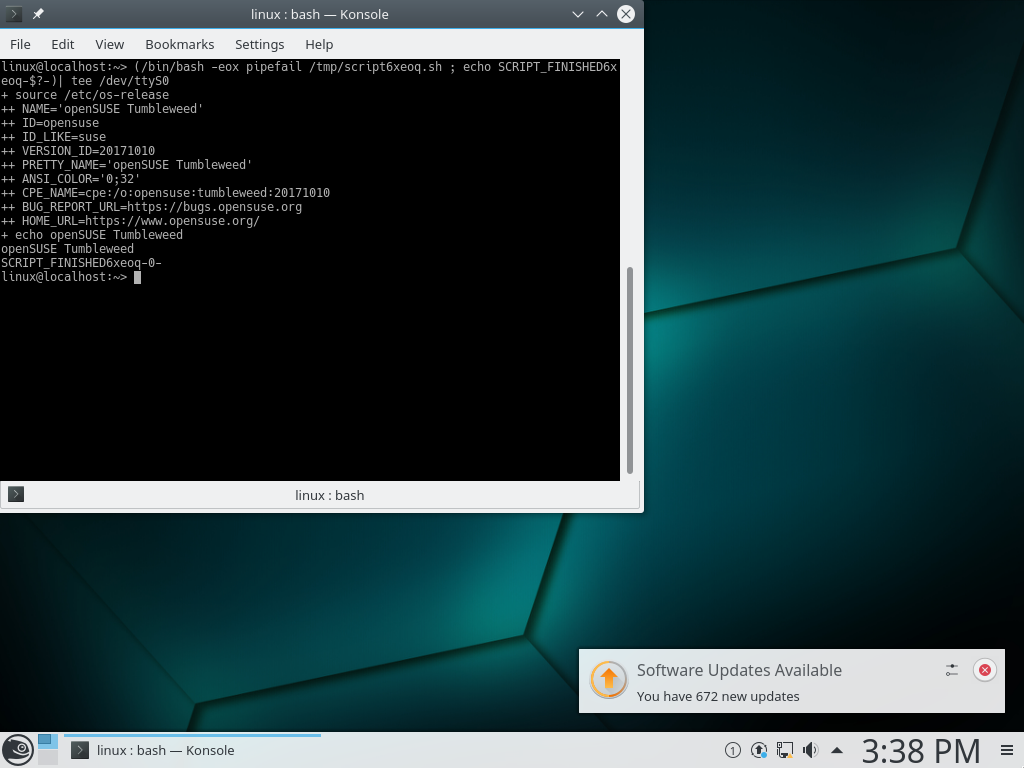 linux : bash — Konsole
File Edit View Bookmarks Settings Help
linux@localhost:~> (/bin/bash -eox pipefail /tmp/script6xeoq.sh ; echo SCRIPT_FINISHED6x
eoq-$?-)| tee /dev/ttyS0
+ source /etc/os-release
++ NAME='openSUSE Tumbleweed'
++ ID=opensuse
++ ID_LIKE=suse
++ VERSION_ID=20171010
++ PRETTY_NAME='openSUSE Tumbleweed'
++ ANSI_COLOR='0;32'
++ CPE_NAME=cpe:/o:opensuse:tumbleweed:20171010
++ BUG_REPORT_URL=https://bugs.opensuse.org
++ HOME_URL=https://www.opensuse.org/
+ echo openSUSE Tumbleweed
openSUSE Tumbleweed
SCRIPT_FINISHED6xeoq-0-
linux@localhost:~>
linux : bash
Software Updates Available
You have 672 new updates
linux : bash — Konsole
1
3:38 PM